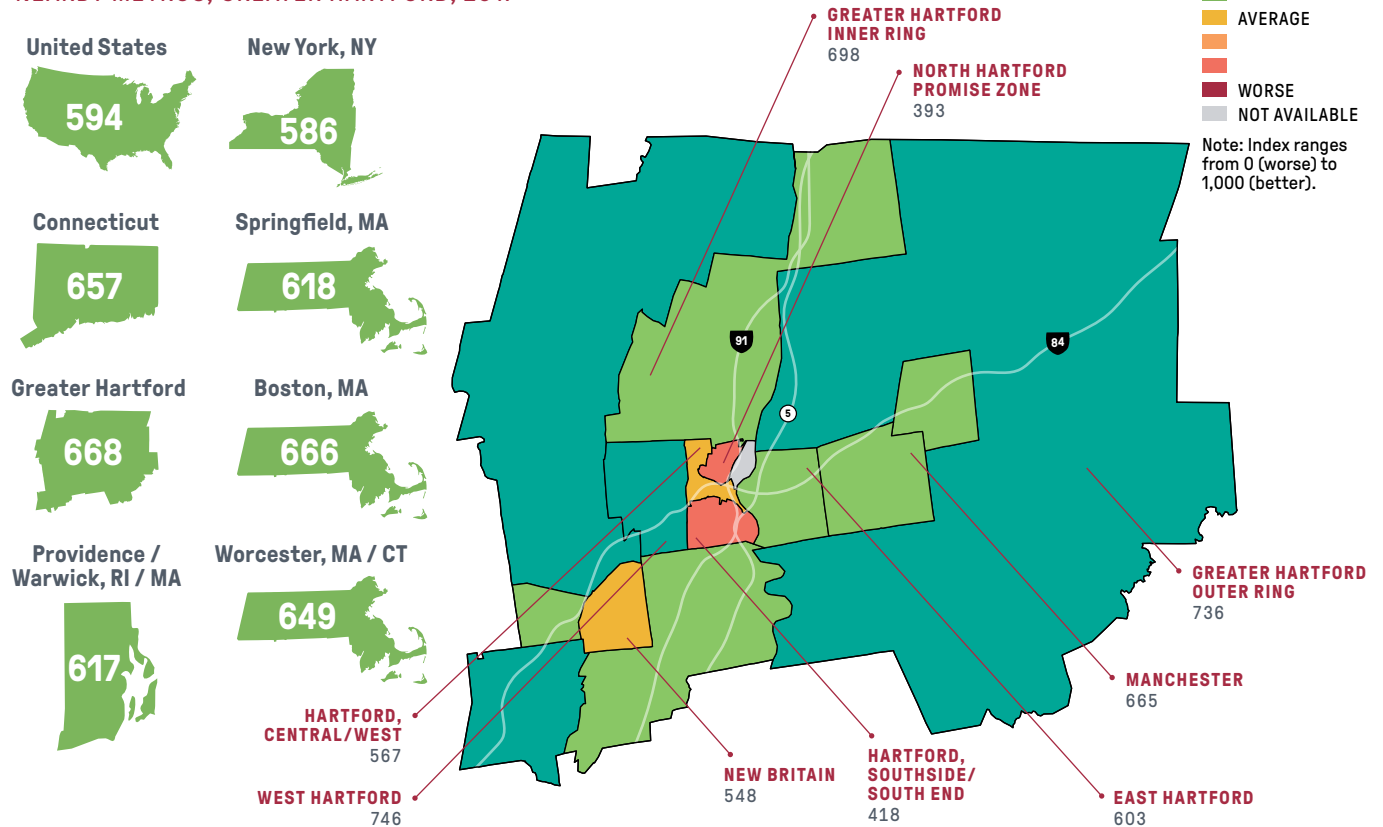 United States
594
New York, NY
586
Connecticut
657
Springfield, MA
618
Greater Hartford
668
Boston, MA
666
Providence /
Warwick, RI / MA
617
Worcester, MA / CT
649
GREATER HARTFORD
INNER RING
698
NORTH HARTFORD
PROMISE ZONE
393
AVERAGE
WORSE
NOT AVAILABLE
Note: Index ranges
from 0 (worse) to
1,000 (better).
91
84
5
GREATER HARTFORD
OUTER RING
736
MANCHESTER
665
EAST HARTFORD
603
HARTFORD,
SOUTHSIDE/
SOUTH END
418
NEW BRITAIN
548
HARTFORD,
CENTRAL/WEST
567
WEST HARTFORD
746